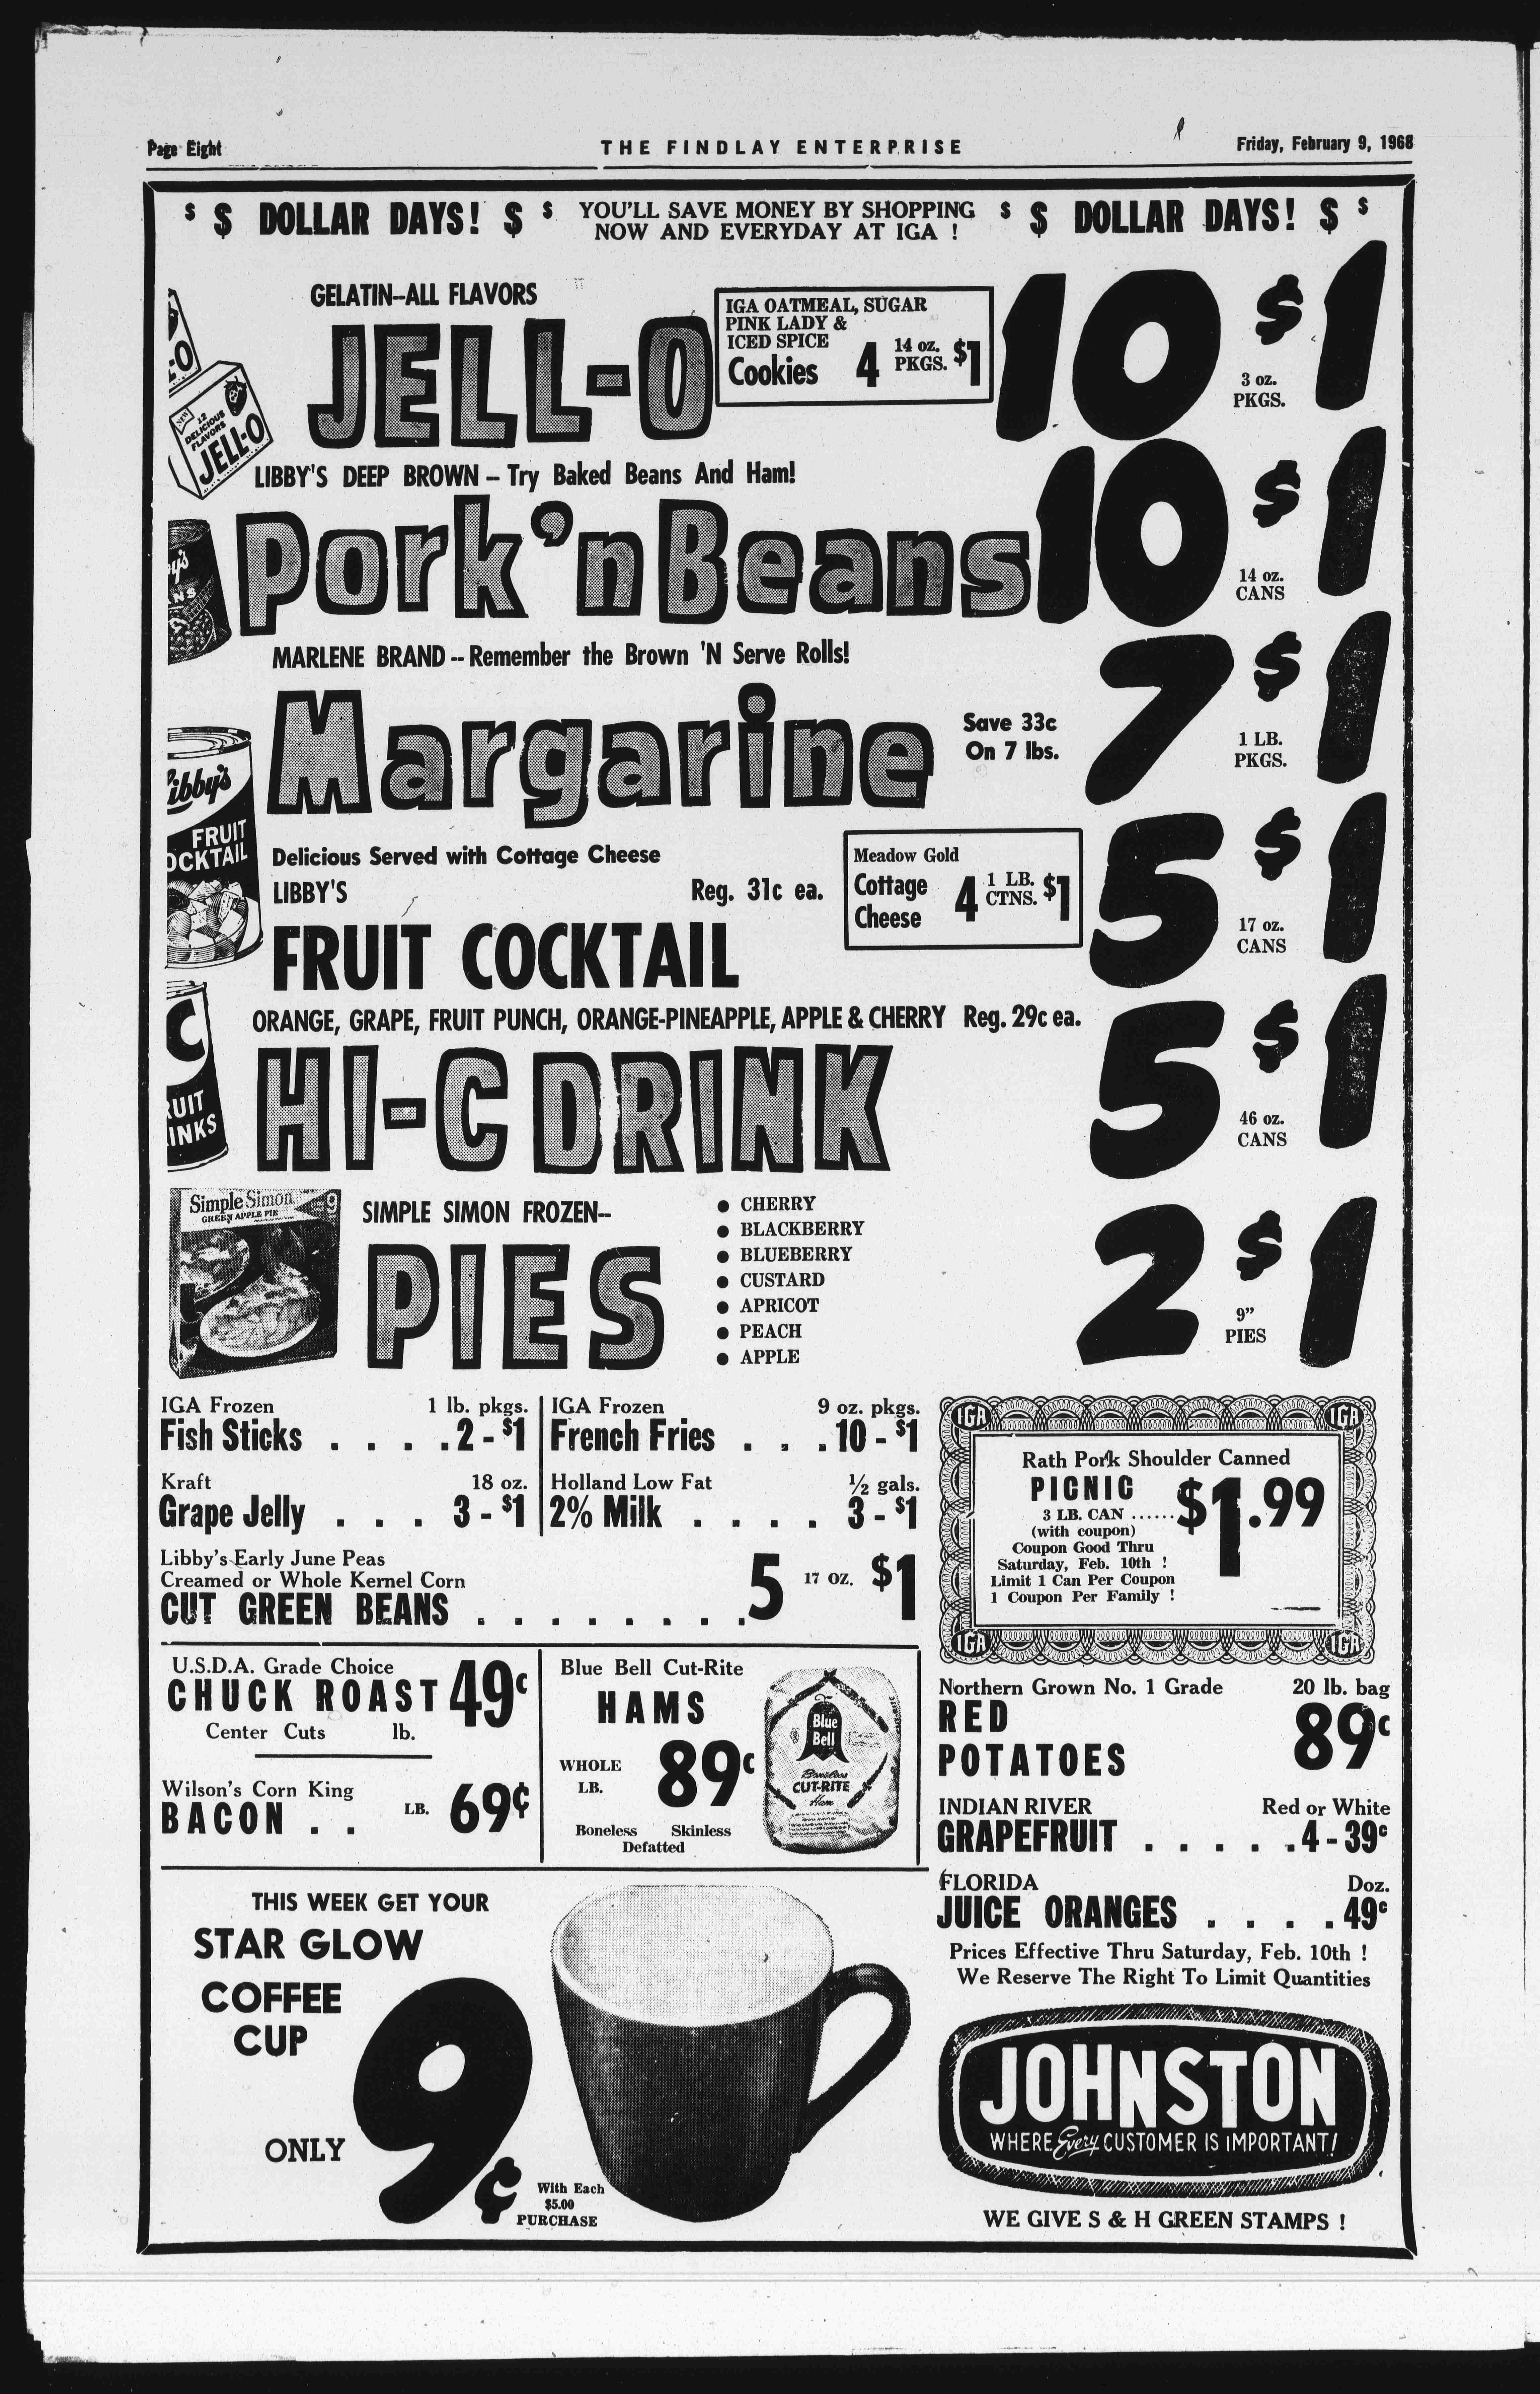 Page Eight
THE FINDLAY ENTERPRISE
Friday, February 9, 1968
$ $ DOLLAR DAYS! $ $
YOU'LL SAVE MONEY BY SHOPPING
NOW AND EVERYDAY AT IGA !
$ $ DOLLAR DAYS! $ $
GELATIN--ALL FLAVORS
JELL-O
IGA OATMEAL, SUGAR
PINK LADY &
ICED SPICE
Cookies 4 14 oz. PKGS. $1
10 3 oz. PKGS. $1
-O
NEW
12
DELICIOUS
FLAVORS
JELL-O
LIBBY'S DEEP BROWN -- Try Baked Beans And Ham!
Pork 'n Beans
10 14 oz. CANS $1
y's
NS
MARLENE BRAND -- Remember the Brown 'N Serve Rolls!
Margarine
Save 33c
On 7 lbs.
7 1 LB. PKGS. $1
ibby's
FRUIT
OCKTAIL
Delicious Served with Cottage Cheese
LIBBY'S
Reg. 31c ea.
FRUIT COCKTAIL
Meadow Gold
Cottage
Cheese
4 1 LB. CTNS. $1
5 17 oz. CANS $1
ORANGE, GRAPE, FRUIT PUNCH, ORANGE-PINEAPPLE, APPLE & CHERRY Reg. 29c ea.
HI-C DRINK
5 46 oz. CANS $1
C
RUIT
INKS
Simple Simon
GREEN APPLE PIE
9
SIMPLE SIMON FROZEN--
PIES
● CHERRY
● BLACKBERRY
● BLUEBERRY
● CUSTARD
● APRICOT
● PEACH
● APPLE
2 9" PIES $1
IGA Frozen 1 lb. pkgs.
Fish Sticks . . . . 2 - $1
IGA Frozen 9 oz. pkgs.
French Fries . . . 10 - $1
Kraft 18 oz.
Grape Jelly . . . 3 - $1
Holland Low Fat ½ gals.
2% Milk . . . . 3 - $1
Libby's Early June Peas
Creamed or Whole Kernel Corn
CUT GREEN BEANS . . . . . . . . 5 17 OZ. $1
IGA
IGA
Rath Pork Shoulder Canned
PICNIC
3 LB. CAN ...... $1.99
(with coupon)
Coupon Good Thru
Saturday, Feb. 10th !
Limit 1 Can Per Coupon
1 Coupon Per Family !
IGA
IGA
U.S.D.A. Grade Choice
CHUCK ROAST 49c
Center Cuts lb.
Wilson's Corn King
BACON . . LB. 69¢
Blue Bell Cut-Rite
HAMS
WHOLE
LB.
89c
Boneless Skinless
Defatted
Blue
Bell
Boneless
CUT-RITE
Ham
Northern Grown No. 1 Grade 20 lb. bag
RED
POTATOES
89c
INDIAN RIVER Red or White
GRAPEFRUIT . . . . . 4 - 39c
FLORIDA Doz.
JUICE ORANGES . . . . 49c
Prices Effective Thru Saturday, Feb. 10th !
We Reserve The Right To Limit Quantities
THIS WEEK GET YOUR
STAR GLOW
COFFEE
CUP
ONLY
9¢
With Each
$5.00
PURCHASE
JOHNSTON
WHERE Every CUSTOMER IS IMPORTANT!
WE GIVE S & H GREEN STAMPS !